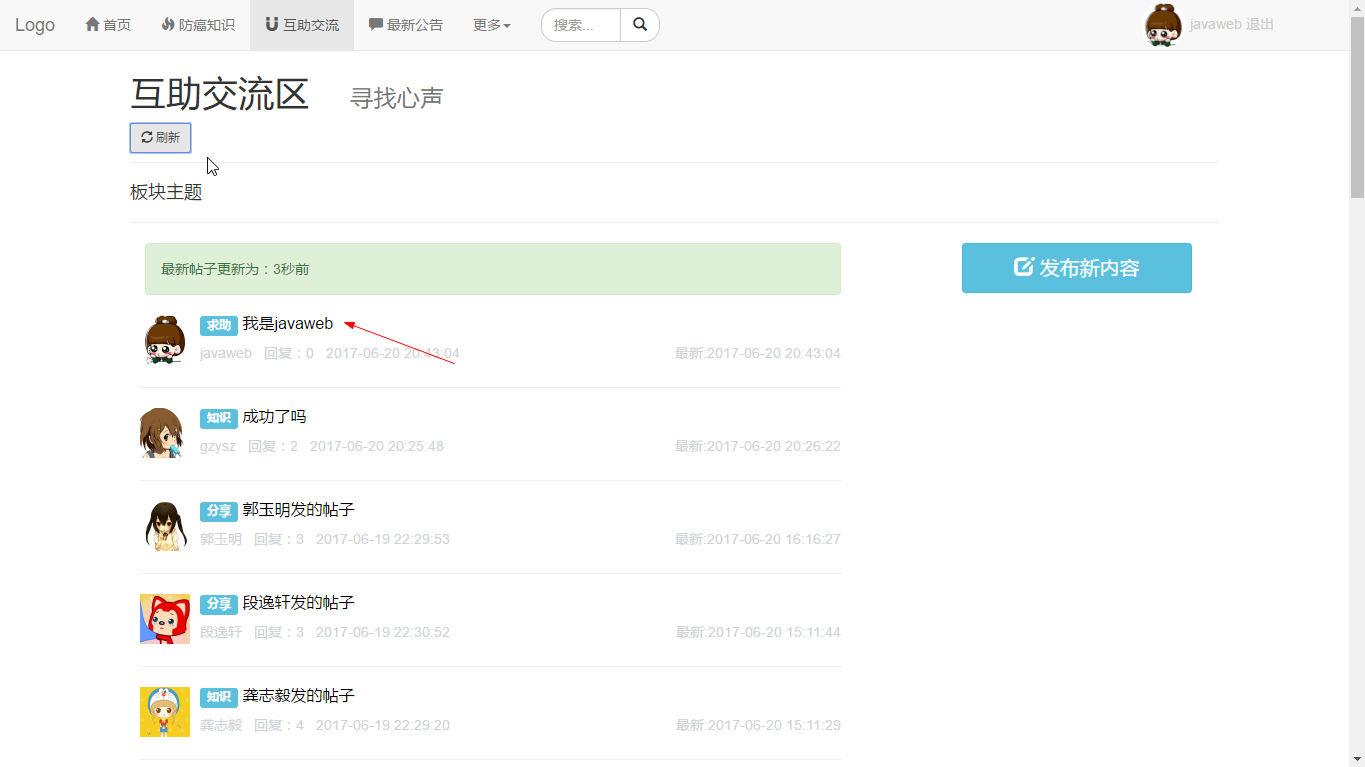 Logo 首页 防癌知识 互助交流 最新公告 更多 搜索... javaweb 退出
互助交流区 寻找心声
刷新
板块主题
最新帖子更新为：3秒前
发布新内容
求助 我是javaweb
javaweb 回复：0 2017-06-20 20:43:04 最新:2017-06-20 20:43:04
知识 成功了吗
gzysz 回复：2 2017-06-20 20:25:48 最新:2017-06-20 20:26:22
分享 郭玉明发的帖子
郭玉明 回复：3 2017-06-19 22:29:53 最新:2017-06-20 16:16:27
分享 段逸轩发的帖子
段逸轩 回复：3 2017-06-19 22:30:52 最新:2017-06-20 15:11:44
知识 龚志毅发的帖子
龚志毅 回复：4 2017-06-19 22:29:20 最新:2017-06-20 15:11:29